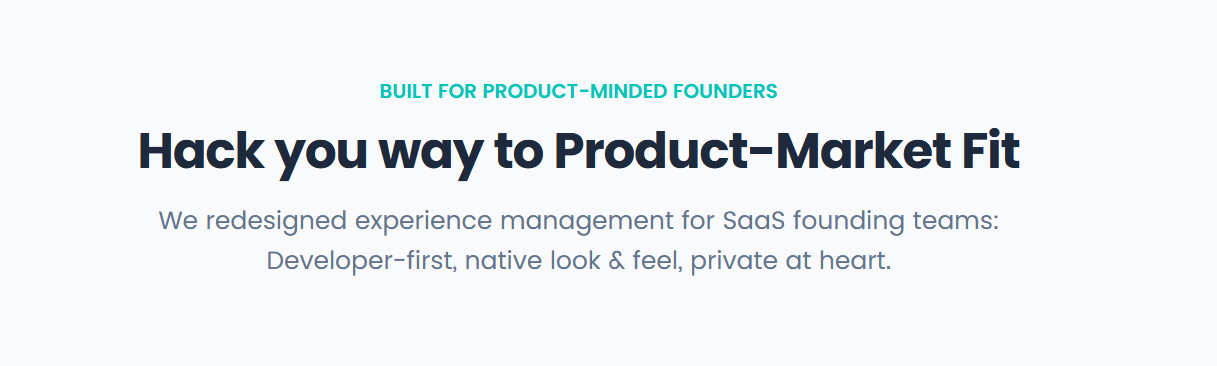 BUILT FOR PRODUCT-MINDED FOUNDERS
Hack you way to Product-Market Fit
We redesigned experience management for SaaS founding teams:
Developer-first, native look & feel, private at heart.